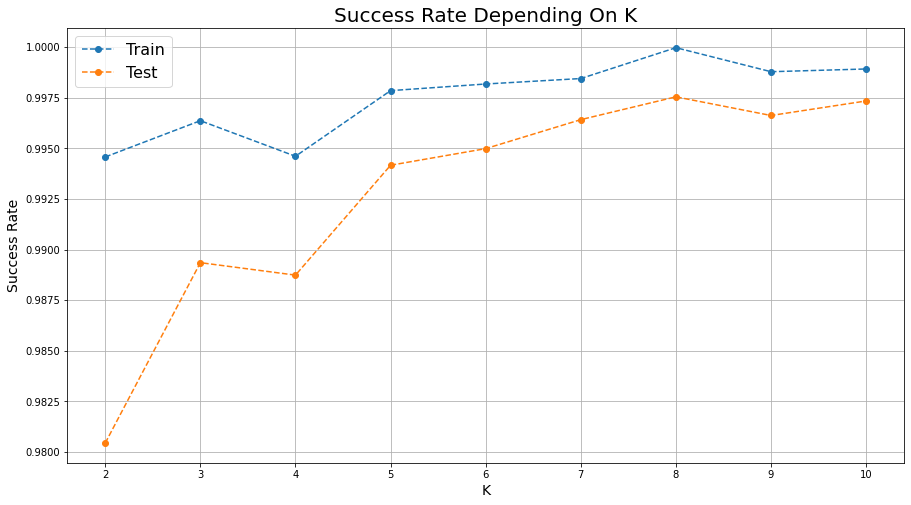 Success Rate Depending On K
Train
Test
Success Rate
1.0000
0.9975
0.9950
0.9925
0.9900
0.9875
0.9850
0.9825
0.9800
2 3 4 5 6 7 8 9 10
K